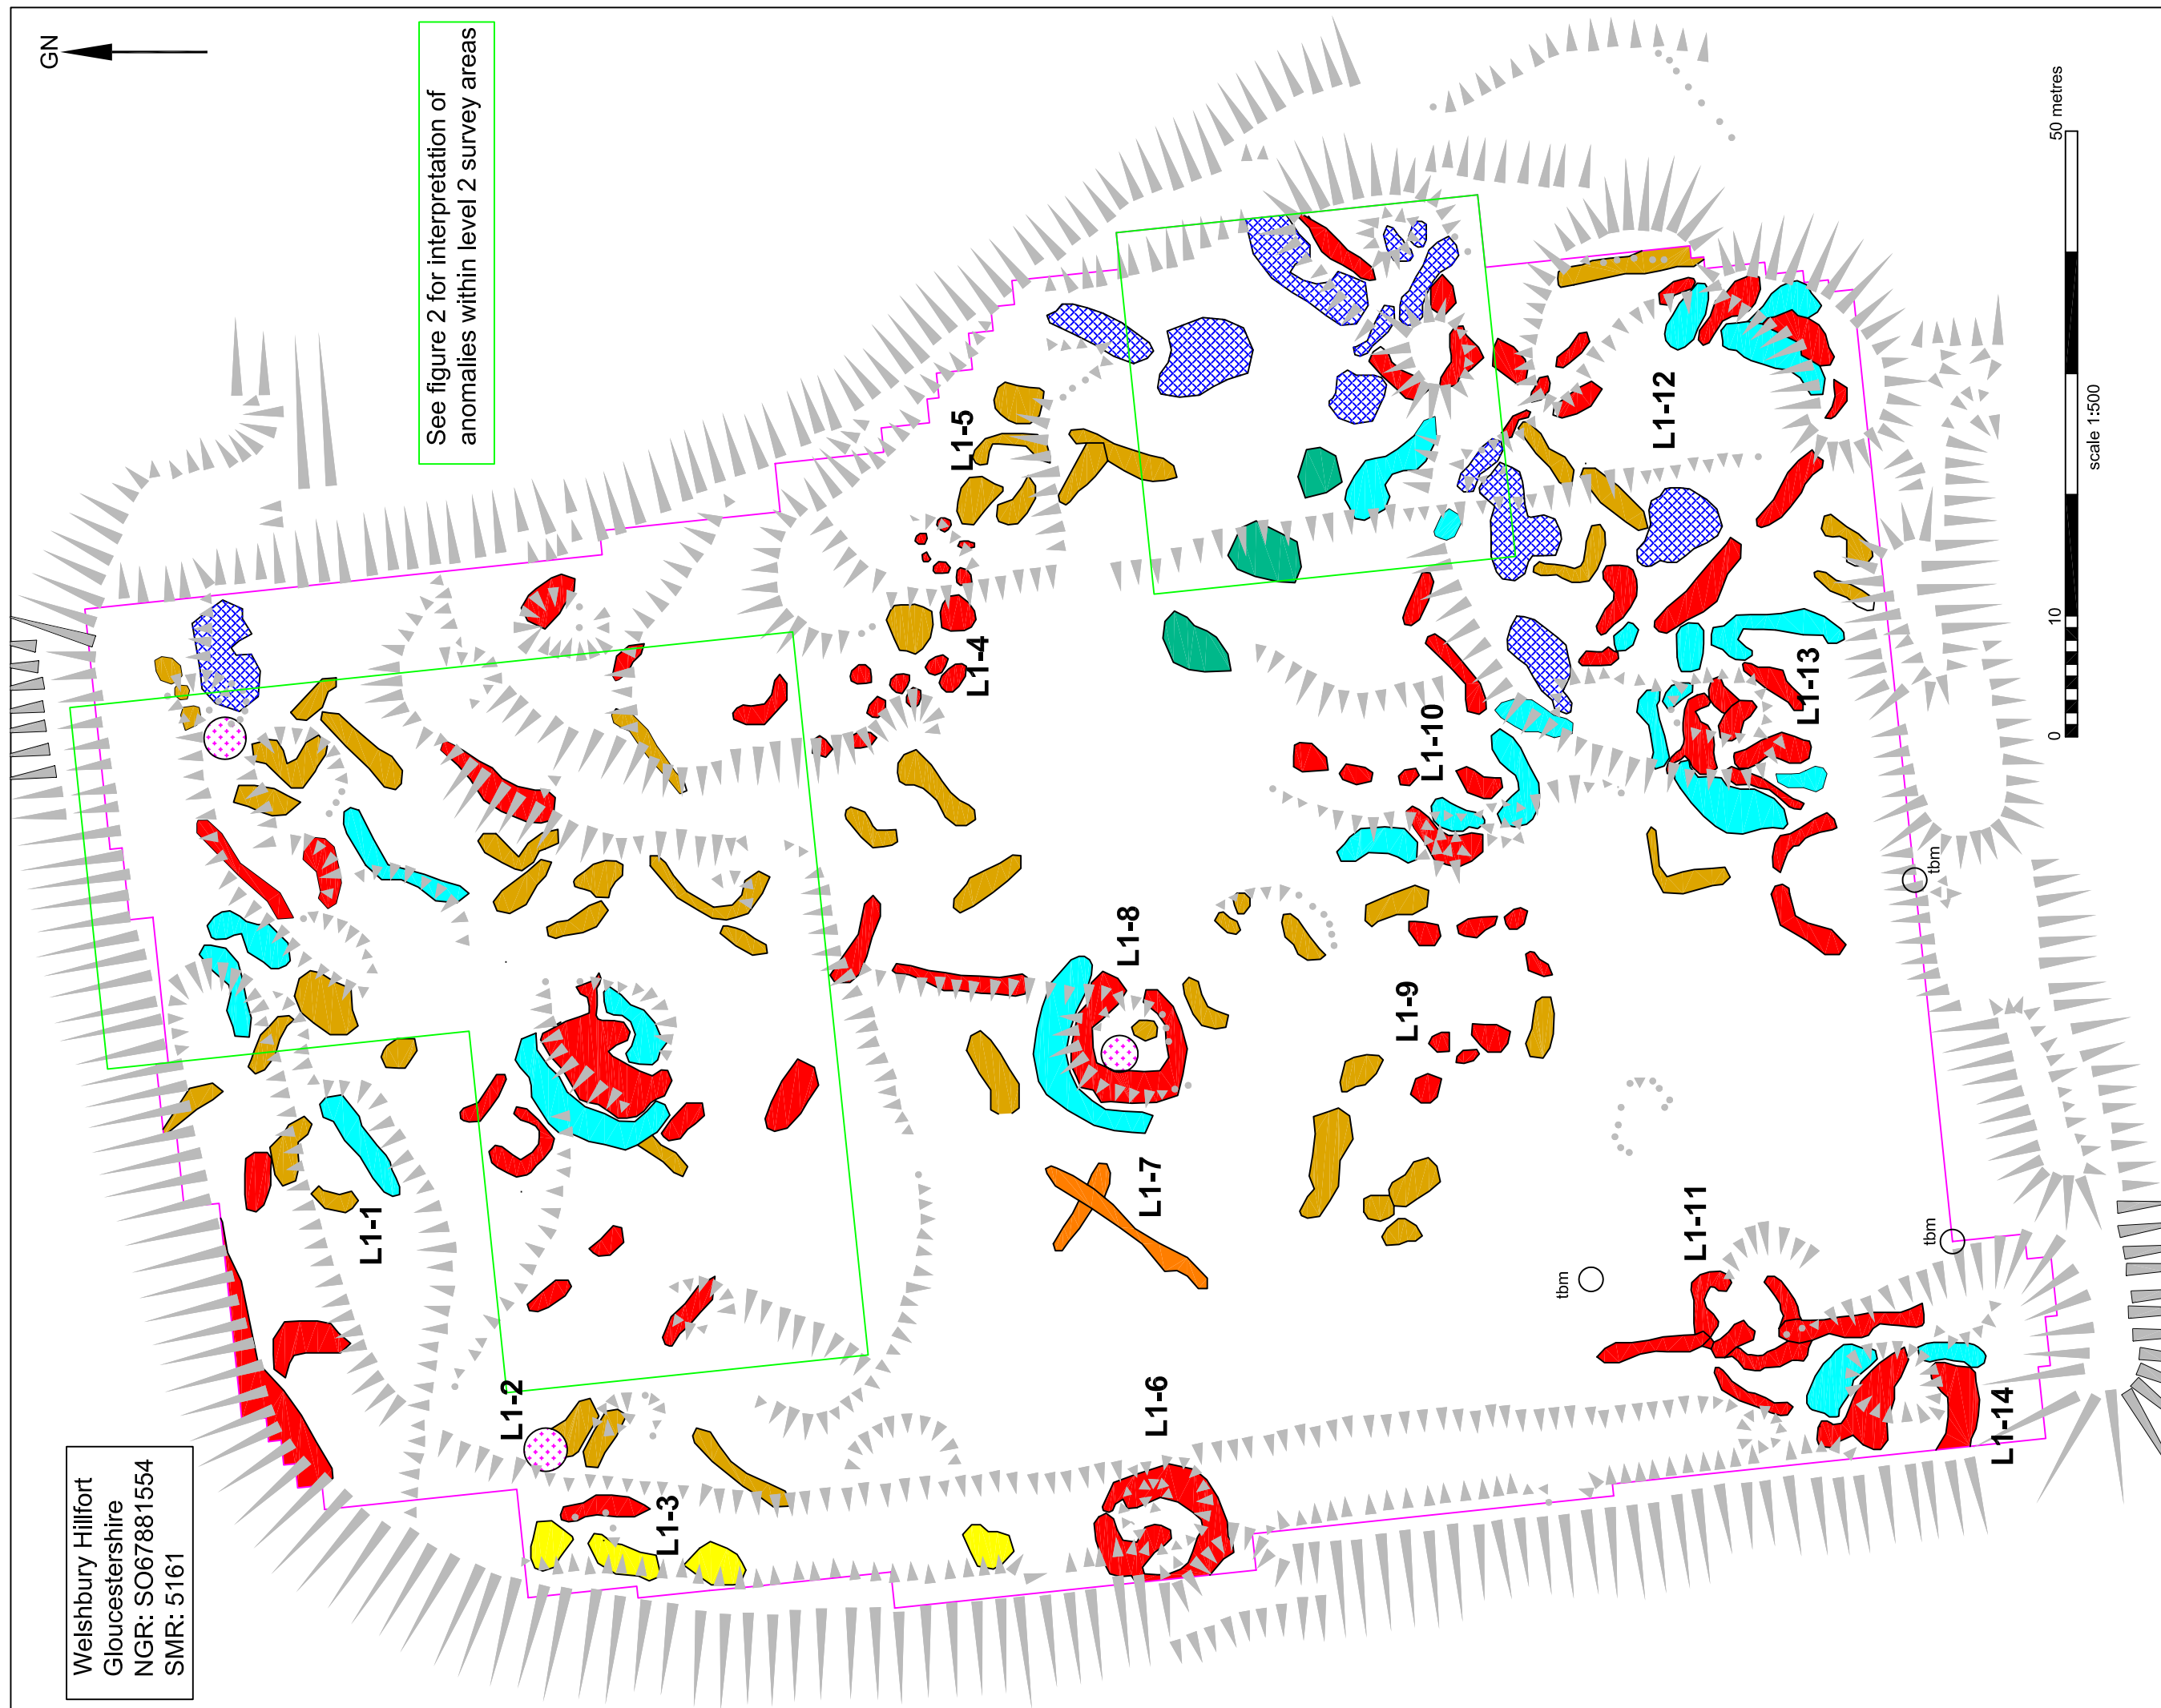 Welshbury Hillfort
Gloucestershire
NGR: SO67881554
SMR: 5161
GN
See figure 2 for interpretation of
anomalies within level 2 survey areas
L1-1
L1-2
L1-3
L1-4
L1-5
L1-6
L1-7
L1-8
L1-9
L1-10
L1-11
L1-12
L1-13
L1-14
tbm
tbm
tbm
0
10
50 metres
scale 1:500